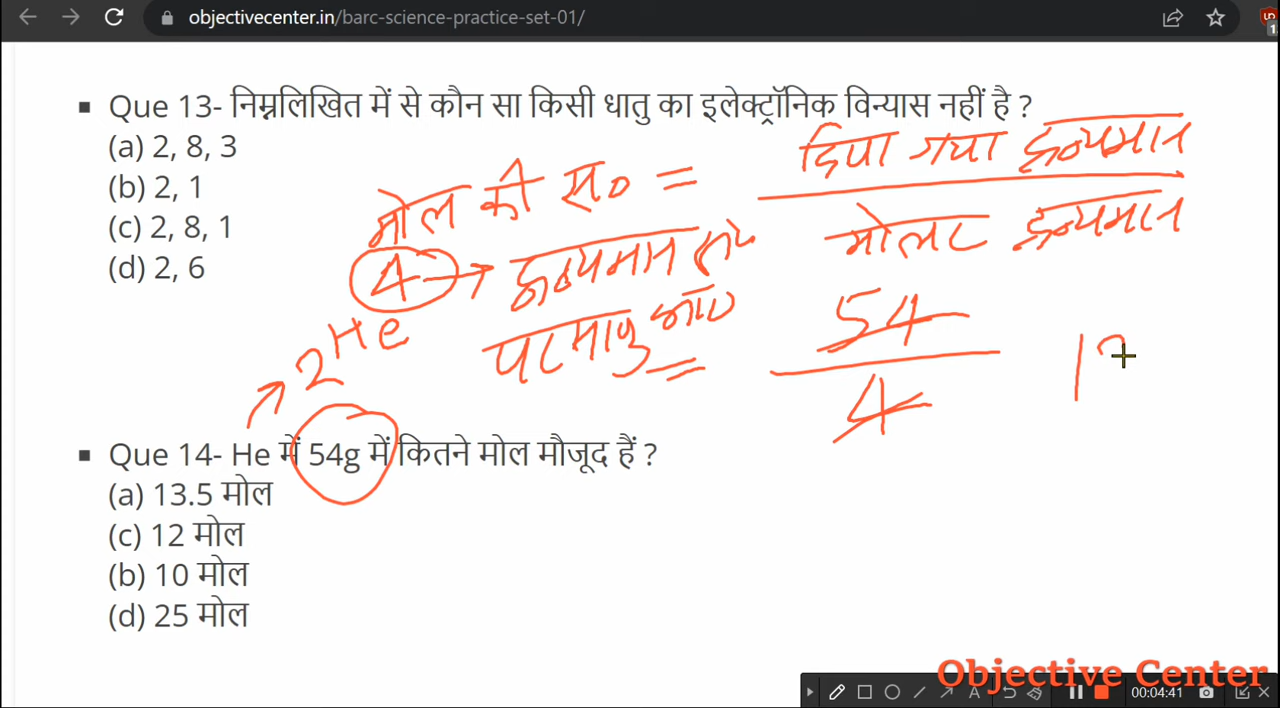 objectivecenter.in/barc-science-practice-set-01/
Que 13- निम्नलिखित में से कौन सा किसी धातु का इलेक्ट्रॉनिक विन्यास नहीं है ?
(a) 2, 8, 3
(b) 2, 1
(c) 2, 8, 1
(d) 2, 6
मोल की सं० = दिया गया द्रव्यमान
मोलर द्रव्यमान
4 → द्रव्यमान
परमाणु भार
2He
54
4
13
Que 14- He में 54g में कितने मोल मौजूद हैं ?
(a) 13.5 मोल
(c) 12 मोल
(b) 10 मोल
(d) 25 मोल
Objective Center
00:04:41